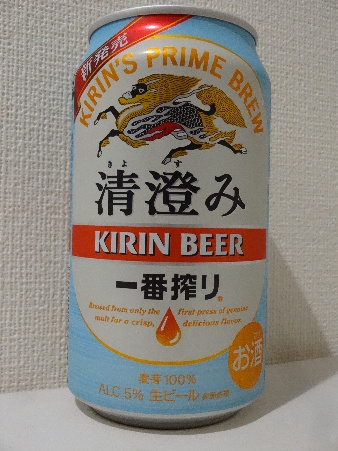 新発売
KIRIN'S PRIME BREW
きよ す
清澄み
KIRIN BEER
一番搾り®
Brewed from only the first press of genuine
malt for a crisp, delicious flavor.
お酒
麦芽100%
ALC.5% 生ビール